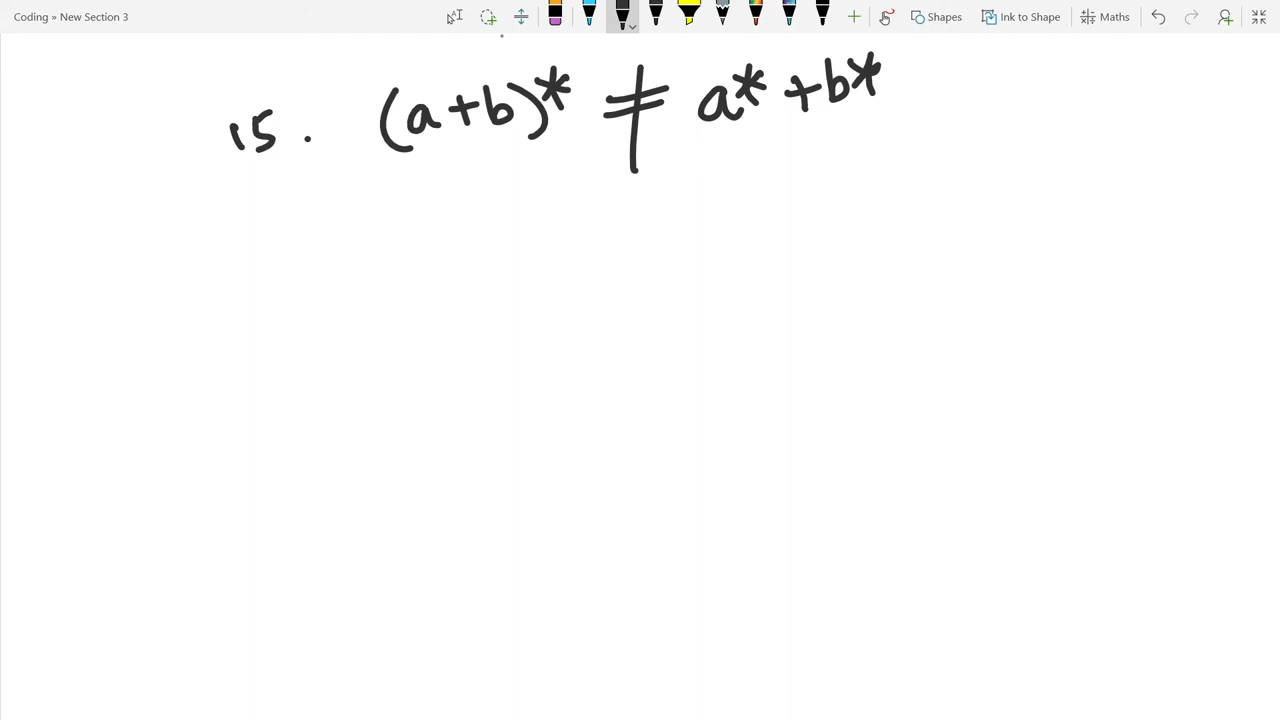 Coding » New Section 3
Shapes
Ink to Shape
Maths
15. (a+b)* ≠ a* + b*